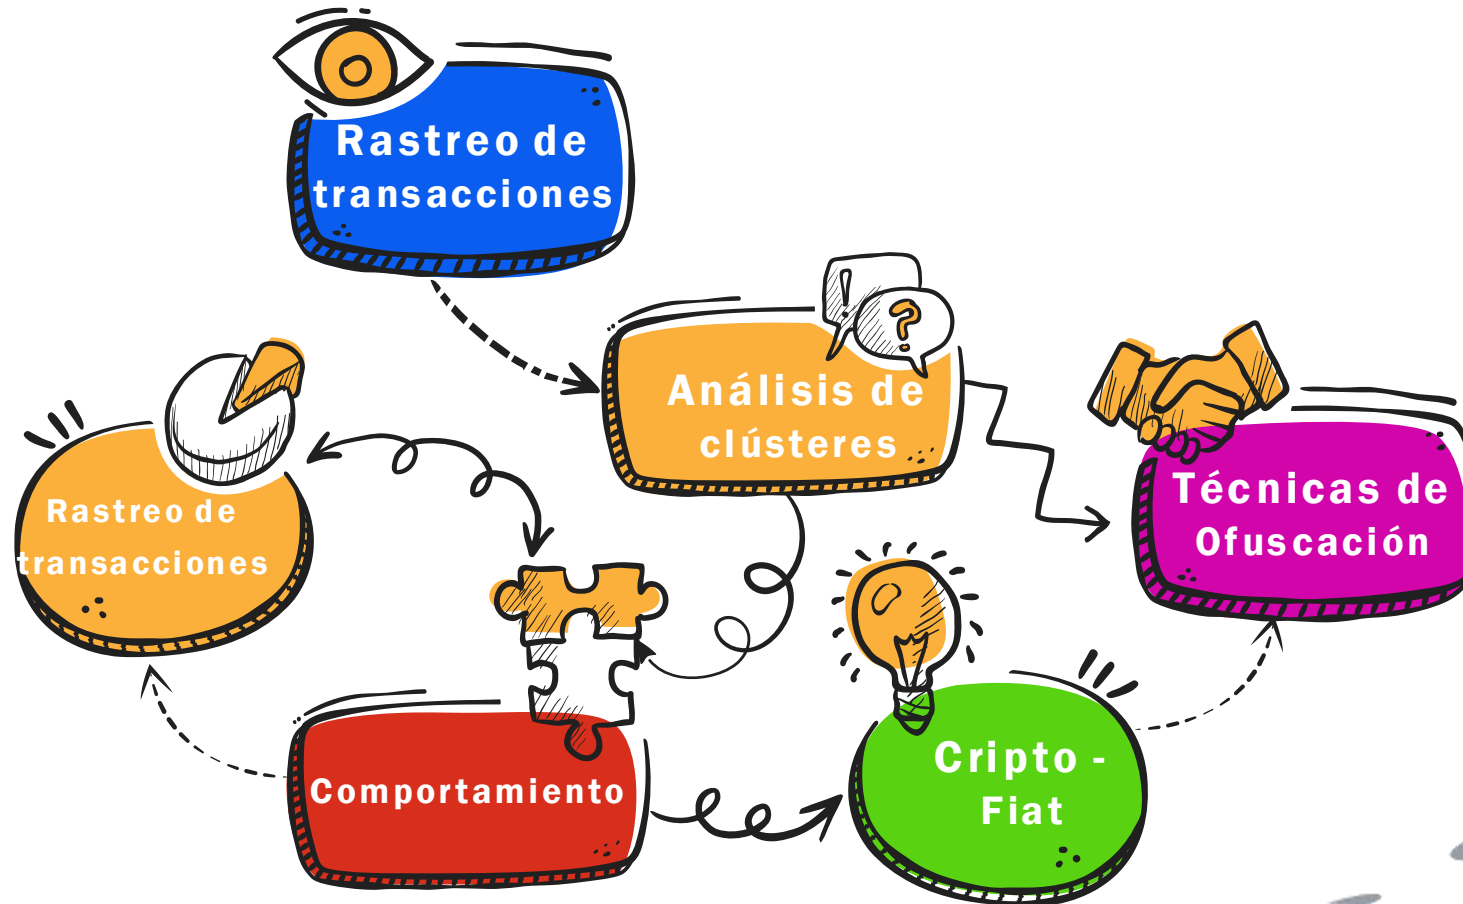 Rastreo de
transacciones
Análisis de
clústeres
Técnicas de
Ofuscación
Rastreo de
transacciones
Comportamiento
Cripto -
Fiat